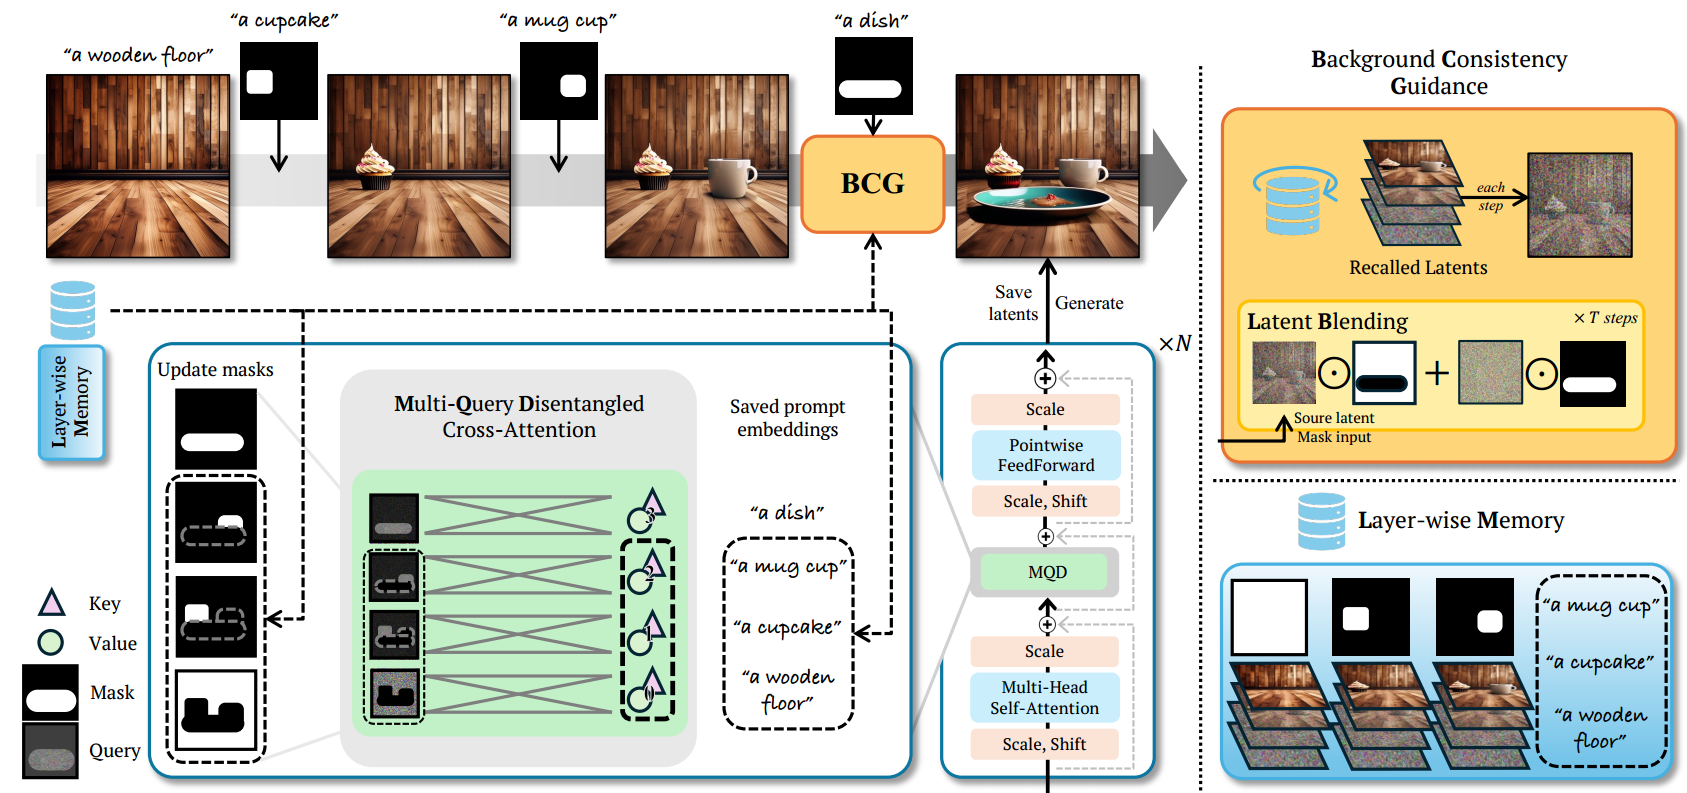 “a wooden floor”
“a cupcake”
“a mug cup”
“a dish”
BCG
Layer-wise
Memory
Update masks
Multi-Query Disentangled
Cross-Attention
3
2
1
0
Saved prompt
embeddings
“a dish”
“a mug cup”
“a cupcake”
“a wooden
floor”
Key
Value
Mask
Query
Save
latents
Generate
×N
Scale
Pointwise
FeedForward
Scale, Shift
MQD
Scale
Multi-Head
Self-Attention
Scale, Shift
Background Consistency
Guidance
each
step
Recalled Latents
Latent Blending
× T steps
Soure latent
Mask input
Layer-wise Memory
“a mug cup”
“a cupcake”
“a wooden
floor”